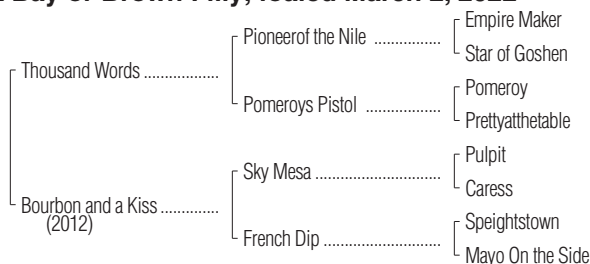 Bay or Brown Filly, foaled March 2, 2022
Empire Maker
Pioneerof the Nile ................
Star of Goshen
Thousand Words .................
Pomeroy
Pomeroys Pistol ..................
Prettyatthetable
Pulpit
Sky Mesa ..............................
Caress
Bourbon and a Kiss .............
(2012)
Speightstown
French Dip ............................
Mayo On the Side